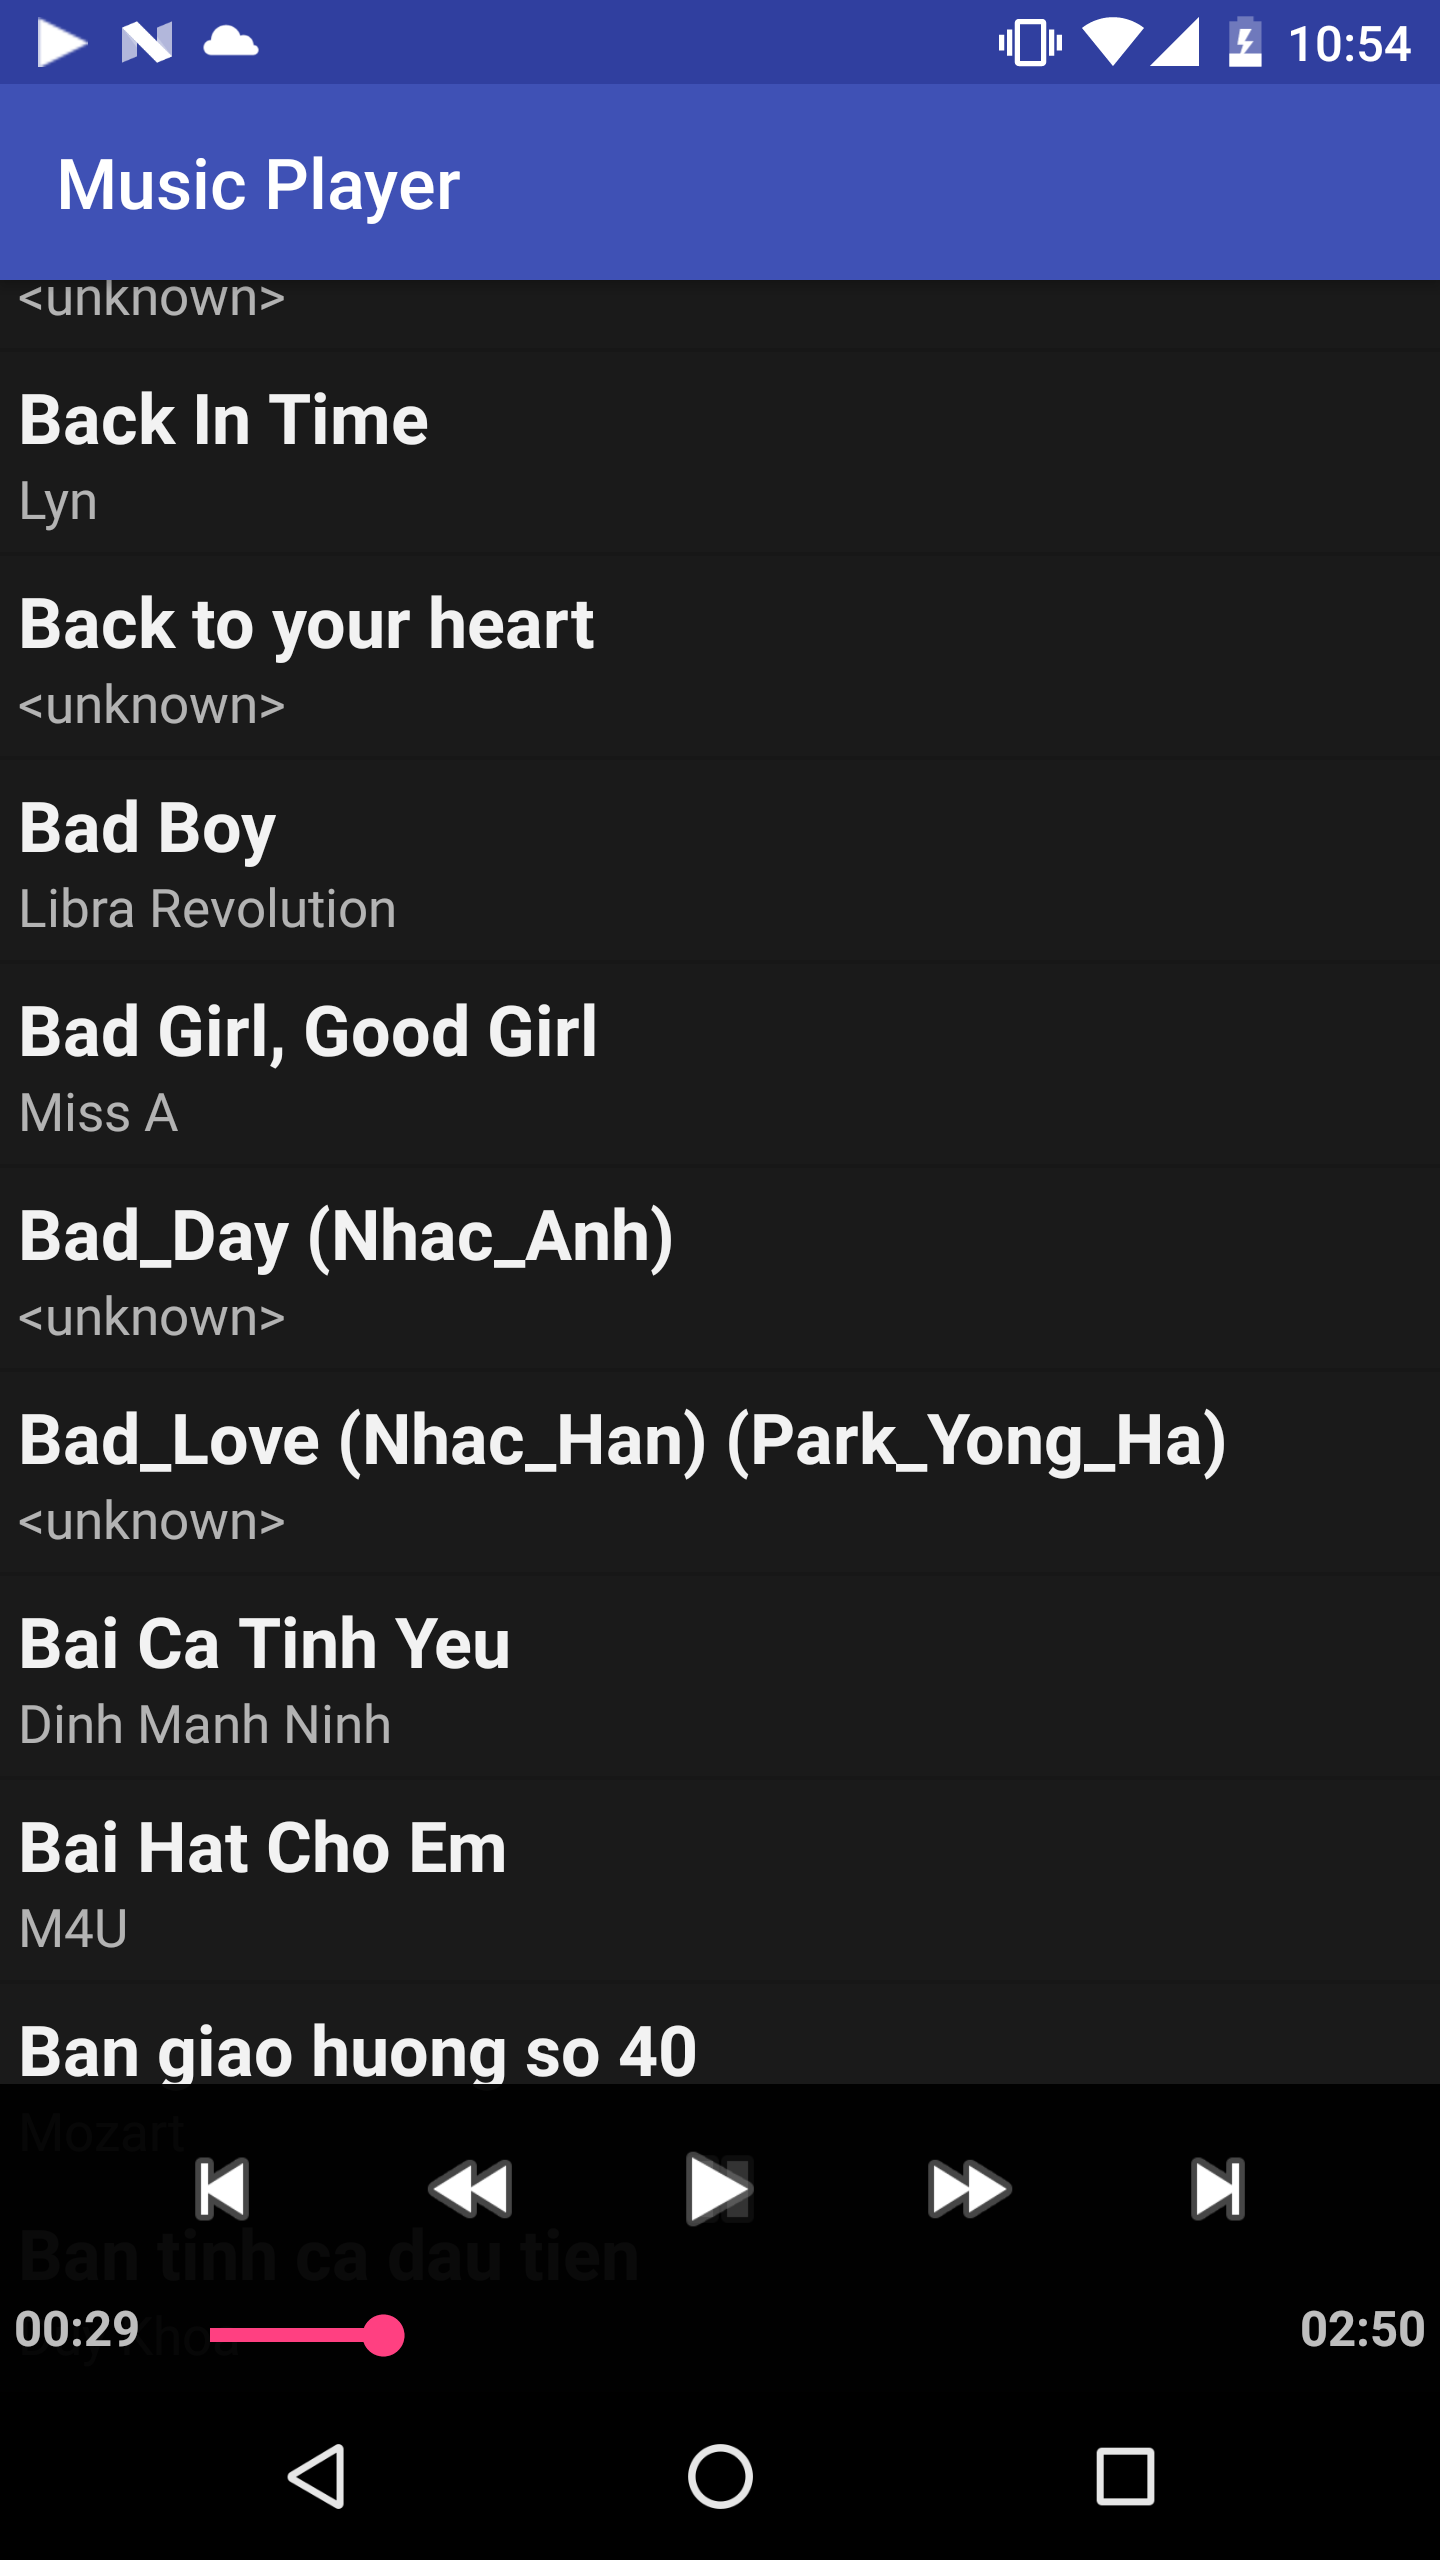 10:54
Music Player
<unknown>
Back In Time
Lyn
Back to your heart
<unknown>
Bad Boy
Libra Revolution
Bad Girl, Good Girl
Miss A
Bad_Day (Nhac_Anh)
<unknown>
Bad_Love (Nhac_Han) (Park_Yong_Ha)
<unknown>
Bai Ca Tinh Yeu
Dinh Manh Ninh
Bai Hat Cho Em
M4U
Ban giao huong so 40
Mozart
Ban tinh ca dau tien
00:29
02:50